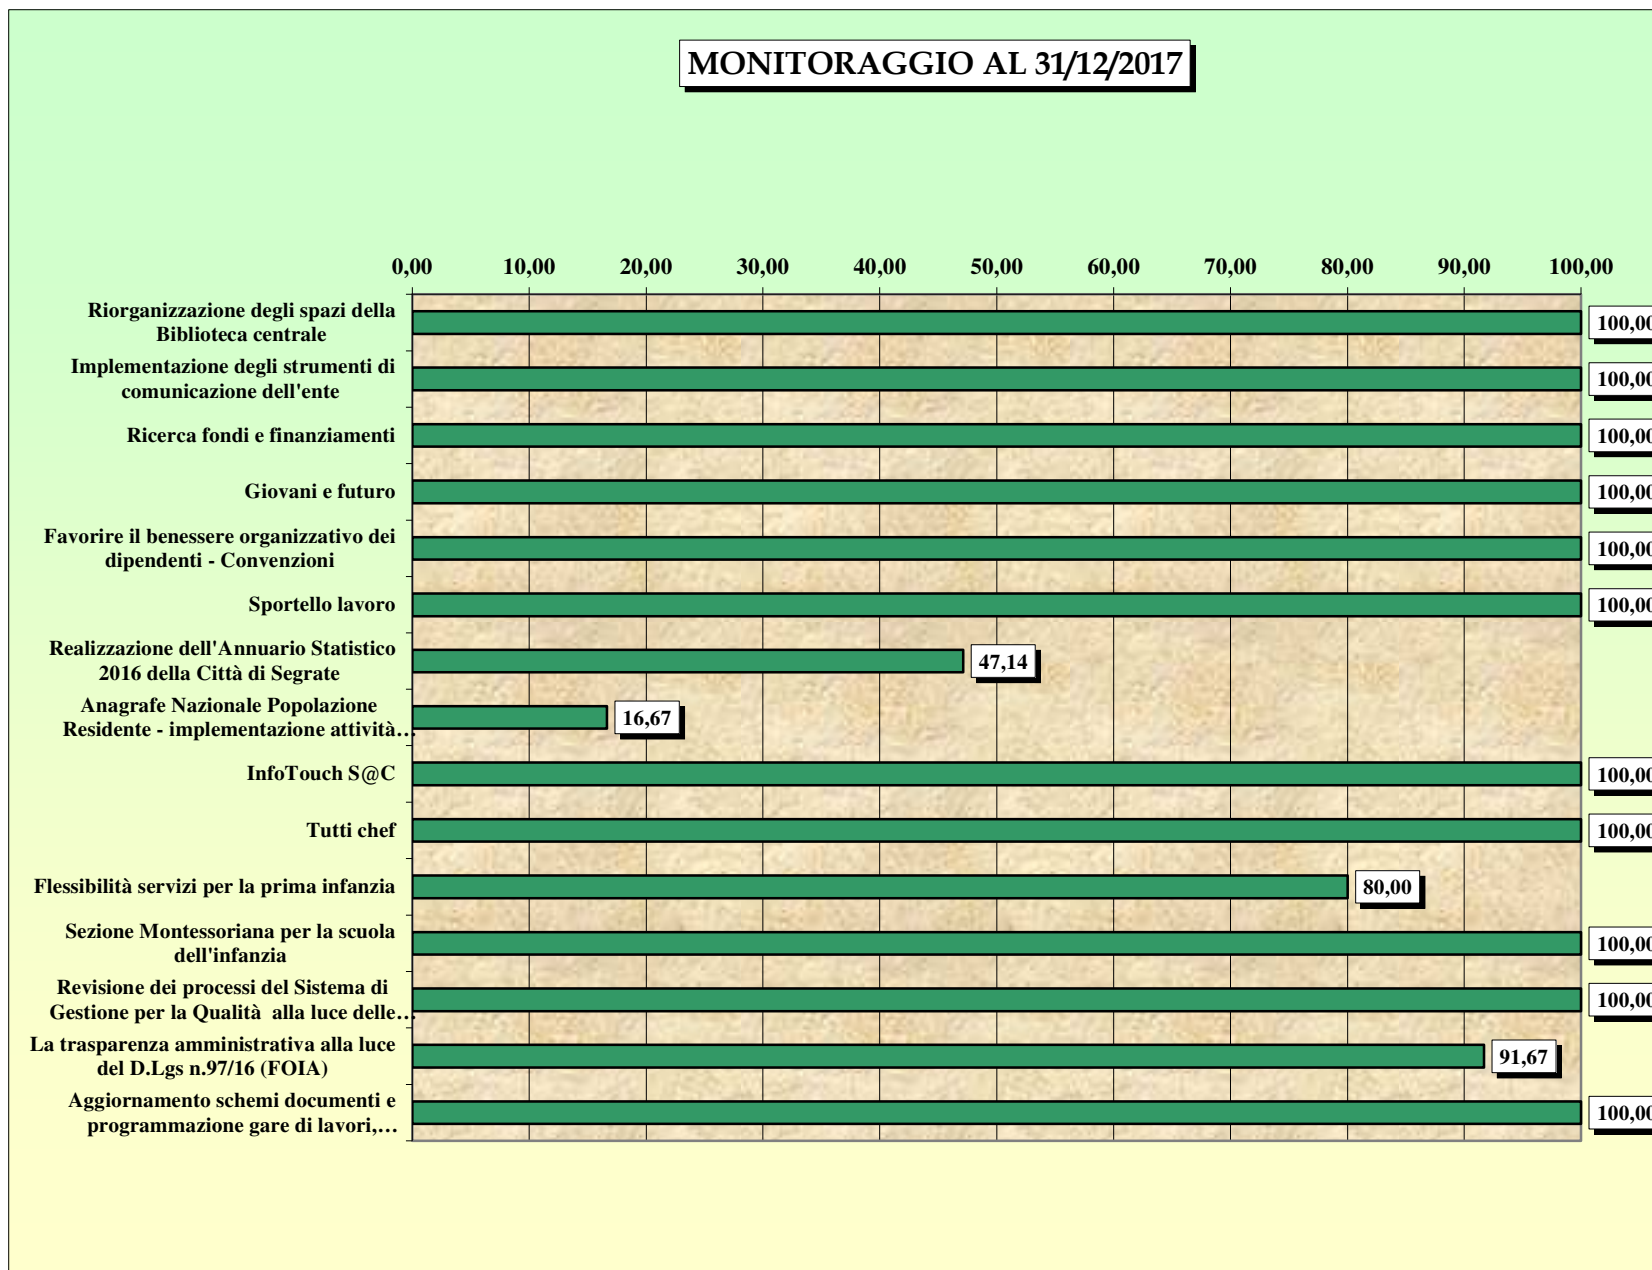 MONITORAGGIO AL 31/12/2017
0,00 10,00 20,00 30,00 40,00 50,00 60,00 70,00 80,00 90,00 100,00
Riorganizzazione degli spazi della
Biblioteca centrale
100,00
Implementazione degli strumenti di
comunicazione dell'ente
100,00
Ricerca fondi e finanziamenti
100,00
Giovani e futuro
100,00
Favorire il benessere organizzativo dei
dipendenti - Convenzioni
100,00
Sportello lavoro
100,00
Realizzazione dell'Annuario Statistico
2016 della Città di Segrate
47,14
Anagrafe Nazionale Popolazione
Residente - implementazione attività…
16,67
InfoTouch S@C
100,00
Tutti chef
100,00
Flessibilità servizi per la prima infanzia
80,00
Sezione Montessoriana per la scuola
dell'infanzia
100,00
Revisione dei processi del Sistema di
Gestione per la Qualità  alla luce delle…
100,00
La trasparenza amministrativa alla luce
del D.Lgs n.97/16 (FOIA)
91,67
Aggiornamento schemi documenti e
programmazione gare di lavori,…
100,00